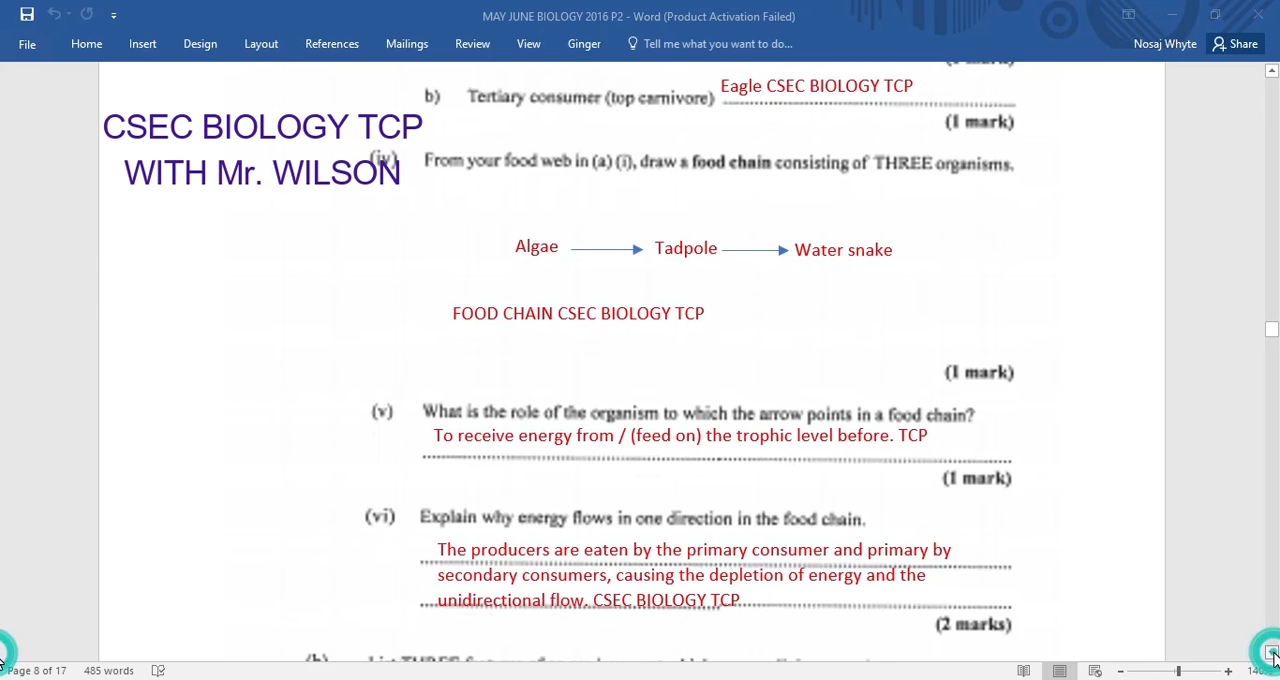 MAY JUNE BIOLOGY 2016 P2 - Word (Product Activation Failed)
File Home Insert Design Layout References Mailings Review View Ginger Tell me what you want to do... Nosaj Whyte Share
b) Tertiary consumer (top carnivore) Eagle CSEC BIOLOGY TCP
(1 mark)
CSEC BIOLOGY TCP
WITH Mr. WILSON
(iv) From your food web in (a) (i), draw a food chain consisting of THREE organisms.
Algae Tadpole Water snake
FOOD CHAIN CSEC BIOLOGY TCP
(1 mark)
(v) What is the role of the organism to which the arrow points in a food chain?
To receive energy from / (feed on) the trophic level before. TCP
(1 mark)
(vi) Explain why energy flows in one direction in the food chain.
The producers are eaten by the primary consumer and primary by
secondary consumers, causing the depletion of energy and the
unidirectional flow. CSEC BIOLOGY TCP
(2 marks)
Page 8 of 17 485 words